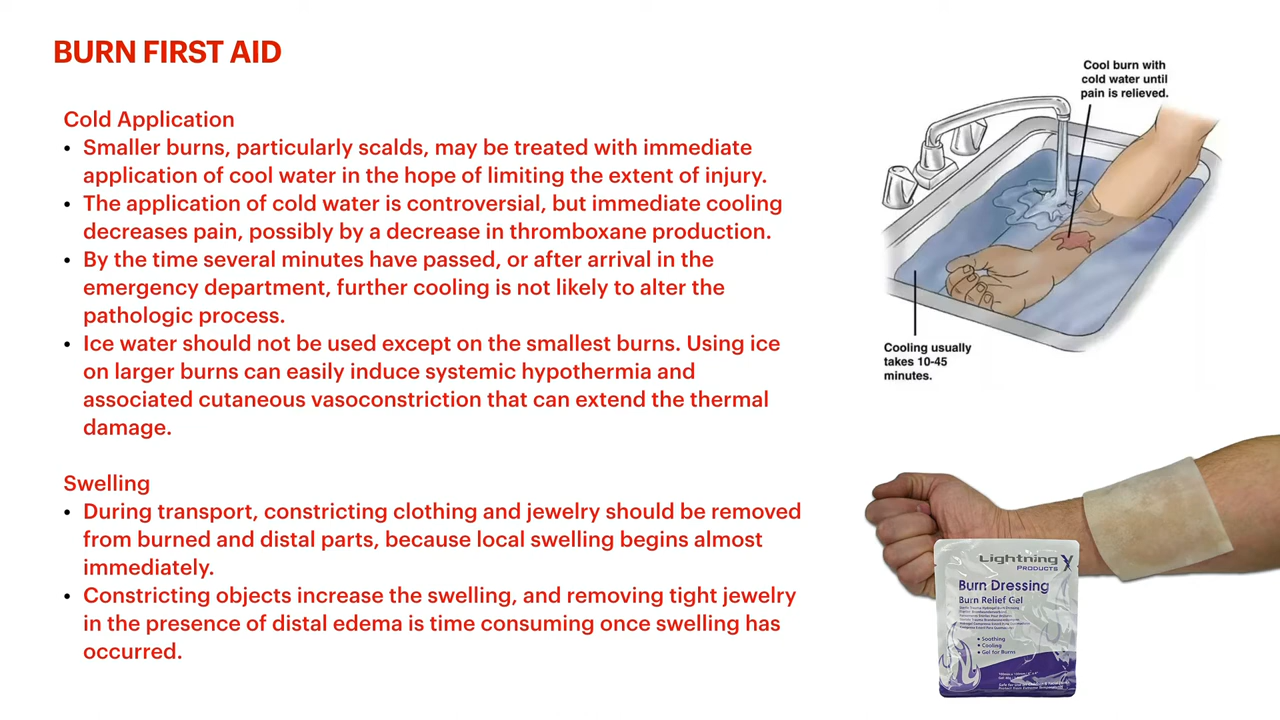 BURN FIRST AID
Cold Application
• Smaller burns, particularly scalds, may be treated with immediate
application of cool water in the hope of limiting the extent of injury.
• The application of cold water is controversial, but immediate cooling
decreases pain, possibly by a decrease in thromboxane production.
• By the time several minutes have passed, or after arrival in the
emergency department, further cooling is not likely to alter the
pathologic process.
• Ice water should not be used except on the smallest burns. Using ice
on larger burns can easily induce systemic hypothermia and
associated cutaneous vasoconstriction that can extend the thermal
damage.
Swelling
• During transport, constricting clothing and jewelry should be removed
from burned and distal parts, because local swelling begins almost
immediately.
• Constricting objects increase the swelling, and removing tight jewelry
in the presence of distal edema is time consuming once swelling has
occurred.
Cool burn with
cold water until
pain is relieved.
Cooling usually
takes 10-45
minutes.
Lightning X
PRODUCTS
Burn Dressing
Burn Relief Gel
• Soothing
• Cooling
• Gel for Burns